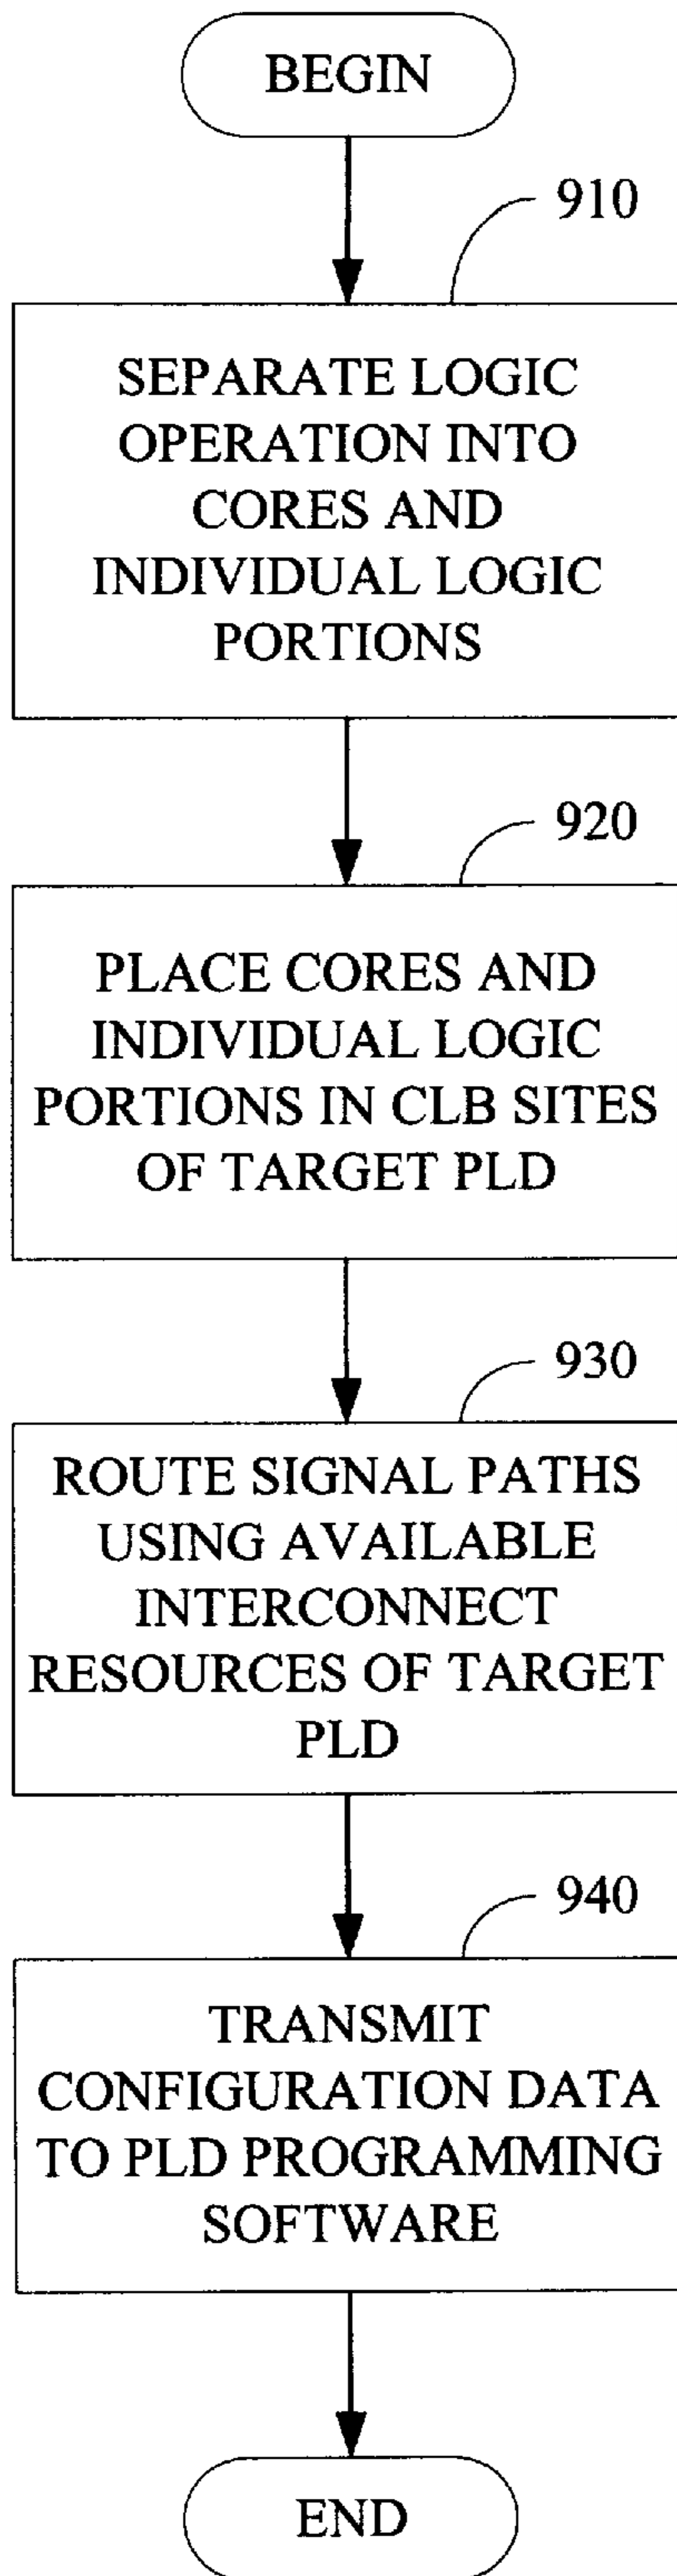 BEGIN
910
SEPARATE LOGIC
OPERATION INTO
CORES AND
INDIVIDUAL LOGIC
PORTIONS
920
PLACE CORES AND
INDIVIDUAL LOGIC
PORTIONS IN CLB SITES
OF TARGET PLD
930
ROUTE SIGNAL PATHS
USING AVAILABLE
INTERCONNECT
RESOURCES OF TARGET
PLD
940
TRANSMIT
CONFIGURATION DATA
TO PLD PROGRAMMING
SOFTWARE
END